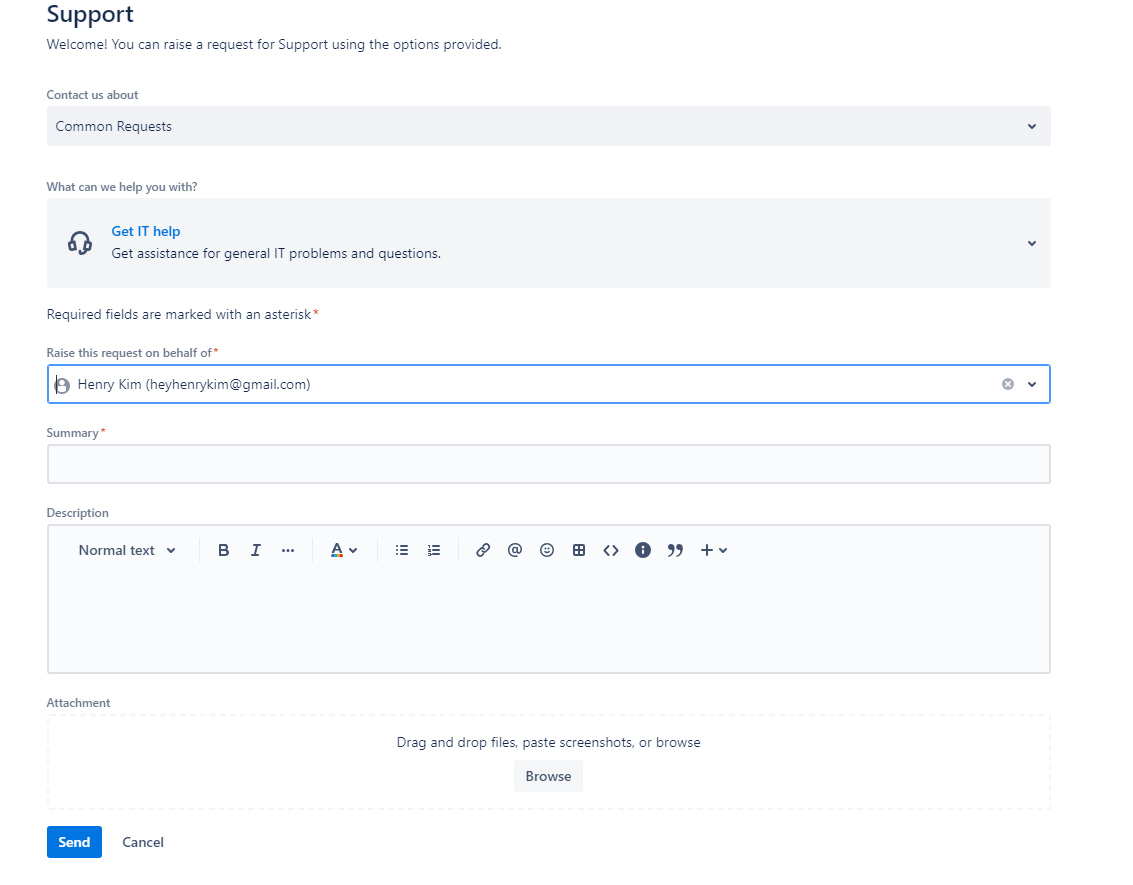 Support
Welcome! You can raise a request for Support using the options provided.
Contact us about
Common Requests
What can we help you with?
Get IT help
Get assistance for general IT problems and questions.
Required fields are marked with an asterisk*
Raise this request on behalf of*
Henry Kim (heyhenrykim@gmail.com)
Summary*
Description
Normal text B I ... A @ <> i " +
Attachment
Drag and drop files, paste screenshots, or browse
Browse
Send Cancel